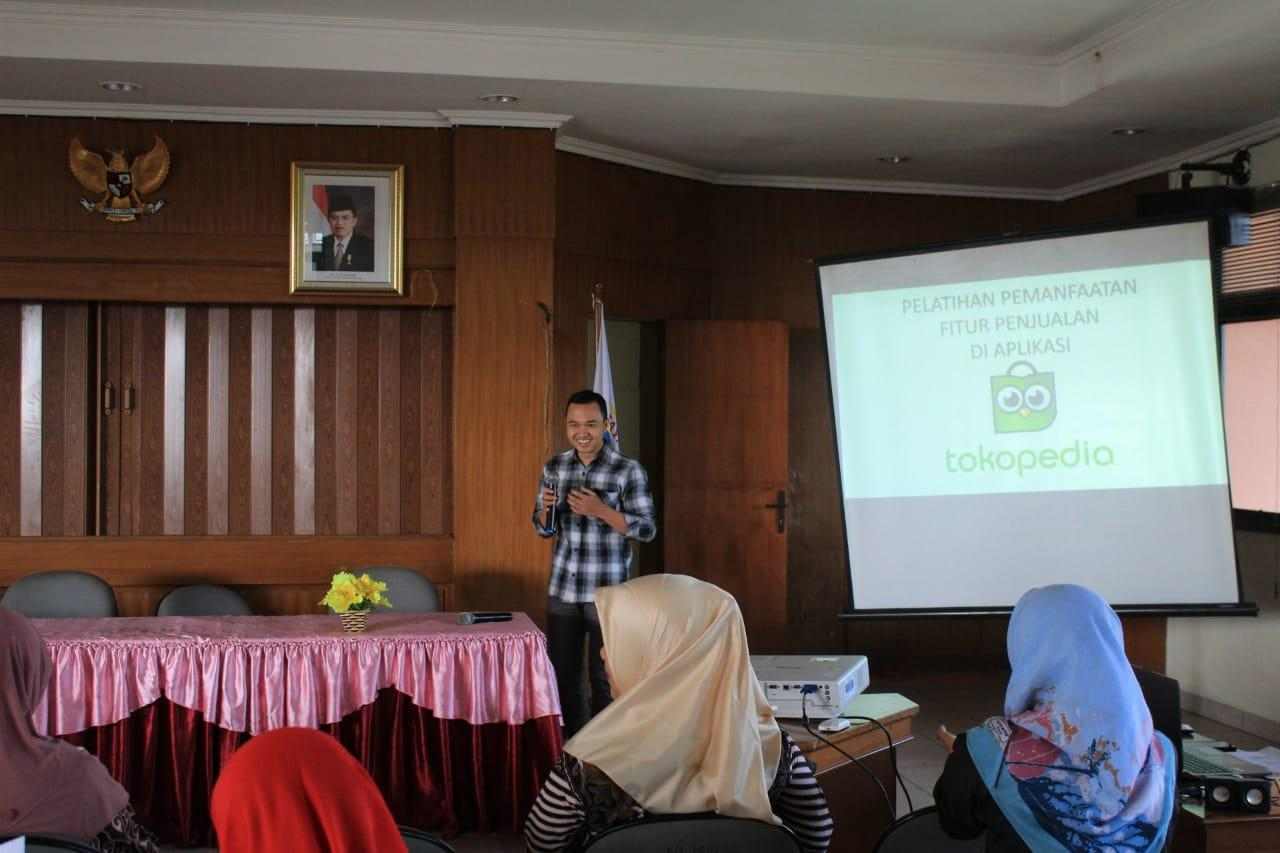 PELATIHAN PEMANFAATAN
FITUR PENJUALAN
DI APLIKASI
tokopedia